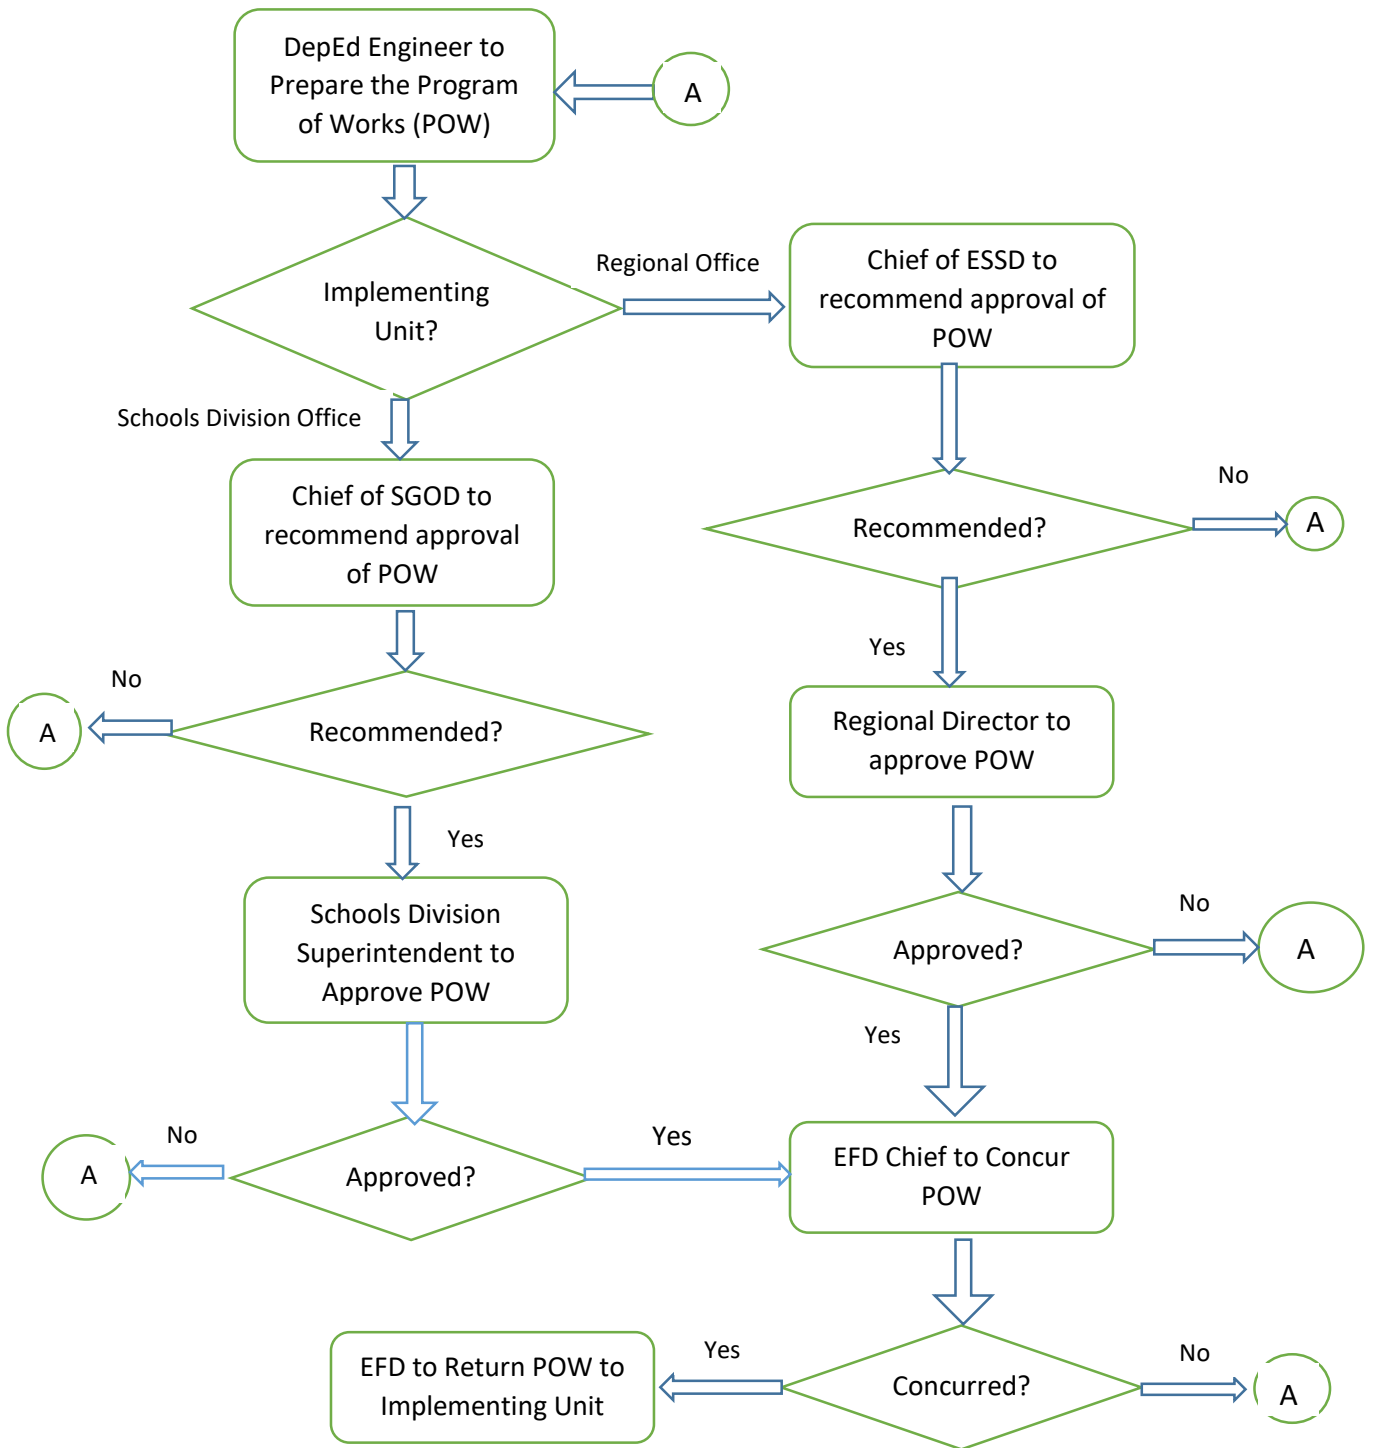 DepEd Engineer to
Prepare the Program
of Works (POW)
A
Implementing
Unit?
Regional Office
Chief of ESSD to
recommend approval of
POW
Schools Division Office
Chief of SGOD to
recommend approval
of POW
Recommended?
No
A
Yes
No
A
Recommended?
Regional Director to
approve POW
Yes
Schools Division
Superintendent to
Approve POW
Approved?
No
A
Yes
No
A
Approved?
Yes
EFD Chief to Concur
POW
EFD to Return POW to
Implementing Unit
Yes
Concurred?
No
A